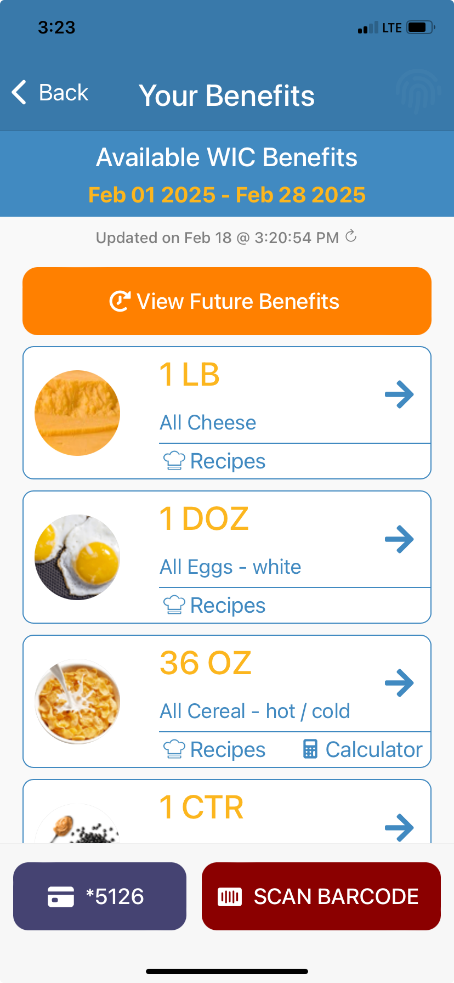 3:23 LTE
Back Your Benefits
Available WIC Benefits
Feb 01 2025 - Feb 28 2025
Updated on Feb 18 @ 3:20:54 PM
View Future Benefits
1 LB
All Cheese
Recipes
1 DOZ
All Eggs - white
Recipes
36 OZ
All Cereal - hot / cold
Recipes Calculator
1 CTR
*5126 SCAN BARCODE